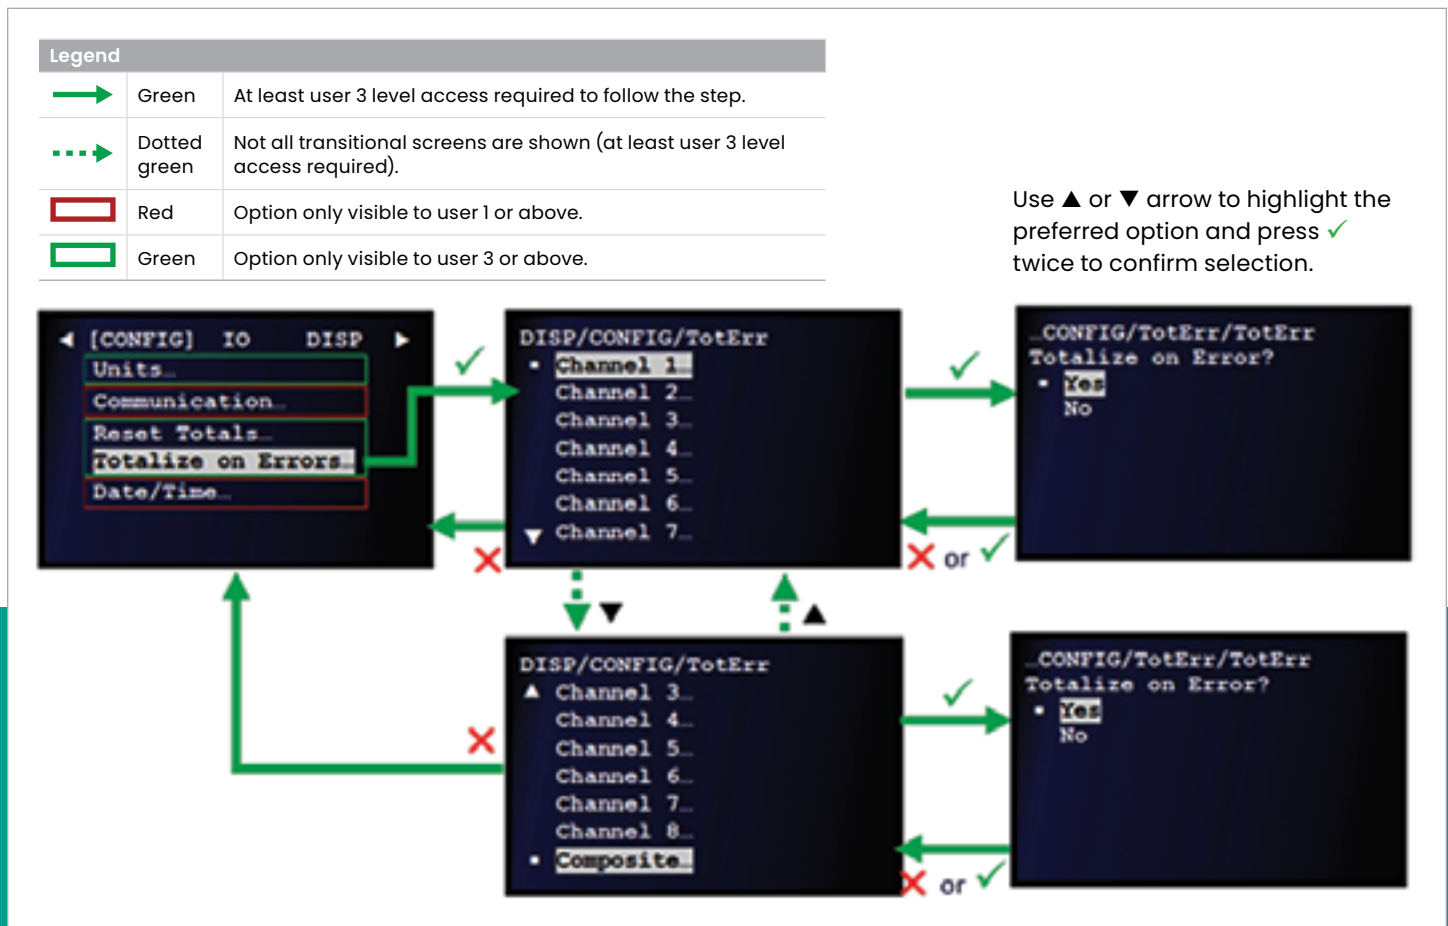 Legend
Green At least user 3 level access required to follow the step.
Dotted green Not all transitional screens are shown (at least user 3 level access required).
Red Option only visible to user 1 or above.
Green Option only visible to user 3 or above.
Use ▲ or ▼ arrow to highlight the
preferred option and press ✓
twice to confirm selection.
◀ [CONFIG] IO DISP ▶
Units…
Communication…
Reset Totals…
Totalize on Errors…
Date/Time…
✓
✗
DISP/CONFIG/TotErr
▪ Channel 1…
Channel 2…
Channel 3…
Channel 4…
Channel 5…
Channel 6…
▼ Channel 7…
✓
✗ or ✓
…CONFIG/TotErr/TotErr
Totalize on Error?
▪ Yes
No
▼
▲
✗
DISP/CONFIG/TotErr
▲ Channel 3…
Channel 4…
Channel 5…
Channel 6…
Channel 7…
Channel 8…
▪ Composite…
✓
✗ or ✓
…CONFIG/TotErr/TotErr
Totalize on Error?
▪ Yes
No